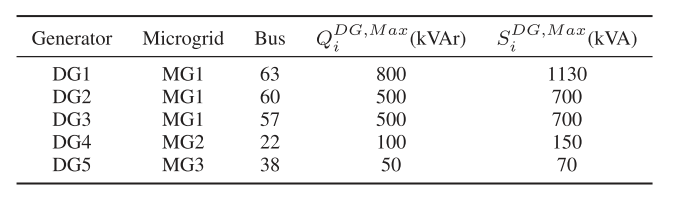 Generator Microgrid Bus Q_i^{DG,Max}(kVAr) S_i^{DG,Max}(kVA)
DG1 MG1 63 800 1130
DG2 MG1 60 500 700
DG3 MG1 57 500 700
DG4 MG2 22 100 150
DG5 MG3 38 50 70